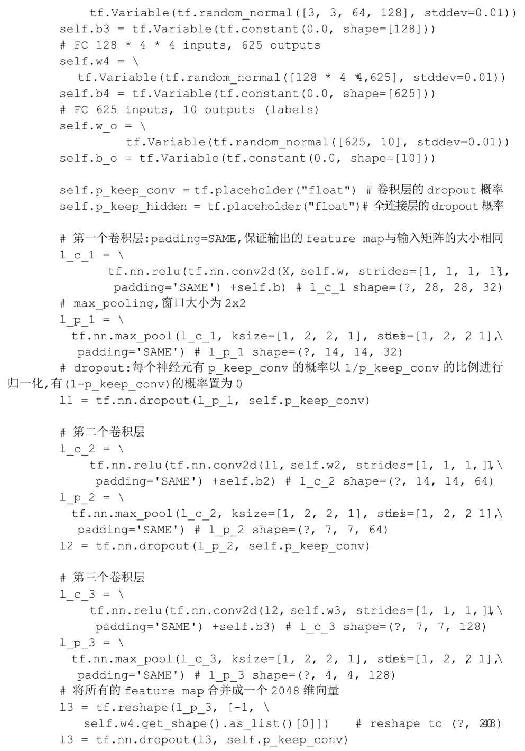 tf.Variable(tf.random_normal([3, 3, 64, 128], stddev=0.01))
self.b3 = tf.Variable(tf.constant(0.0, shape=[128]))
# FC 128 * 4 * 4 inputs, 625 outputs
self.w4 = \
tf.Variable(tf.random_normal([128 * 4 *4,625], stddev=0.01))
self.b4 = tf.Variable(tf.constant(0.0, shape=[625]))
# FC 625 inputs, 10 outputs (labels)
self.w_o = \
tf.Variable(tf.random_normal([625, 10], stddev=0.01))
self.b_o = tf.Variable(tf.constant(0.0, shape=[10]))
self.p_keep_conv = tf.placeholder("float") # 卷积层的 dropout 概率
self.p_keep_hidden = tf.placeholder("float")# 全连接层的 dropout 概率
# 第一个卷积层:padding=SAME,保证输出的 feature map与输入矩阵的大小相同
l_c_1 = \
tf.nn.relu(tf.nn.conv2d(X, self.w, strides=[1, 1, 1, 1],
padding='SAME') +self.b) # l_c_1 shape=(?, 28, 28, 32)
# max_pooling,窗口大小为 2x2
l_p_1 = \
tf.nn.max_pool(l_c_1, ksize=[1, 2, 2, 1], strides=[1, 2, 2 1],\
padding='SAME') # l_p_1 shape=(?, 14, 14, 32)
# dropout:每个神经元有 p_keep_conv 的概率以 1/p_keep_conv 的比例进行
归一化,有(1-p_keep_conv)的概率置为 0
l1 = tf.nn.dropout(l_p_1, self.p_keep_conv)
# 第二个卷积层
l_c_2 = \
tf.nn.relu(tf.nn.conv2d(l1, self.w2, strides=[1, 1, 1, 1],\
padding='SAME') +self.b2) # l_c_2 shape=(?, 14, 14, 64)
l_p_2 = \
tf.nn.max_pool(l_c_2, ksize=[1, 2, 2, 1], strides=[1, 2, 2 1],\
padding='SAME') # l_p_2 shape=(?, 7, 7, 64)
l2 = tf.nn.dropout(l_p_2, self.p_keep_conv)
# 第三个卷积层
l_c_3 = \
tf.nn.relu(tf.nn.conv2d(l2, self.w3, strides=[1, 1, 1, 1],\
padding='SAME') +self.b3) # l_c_3 shape=(?, 7, 7, 128)
l_p_3 = \
tf.nn.max_pool(l_c_3, ksize=[1, 2, 2, 1], strides=[1, 2, 2 1],\
padding='SAME') # l_p_3 shape=(?, 4, 4, 128)
# 将所有的 feature map 合并成一个 2048 维向量
l3 = tf.reshape(l_p_3, [-1, \
self.w4.get_shape().as_list()[0]]) # reshape to (?, 2048)
l3 = tf.nn.dropout(l3, self.p_keep_conv)